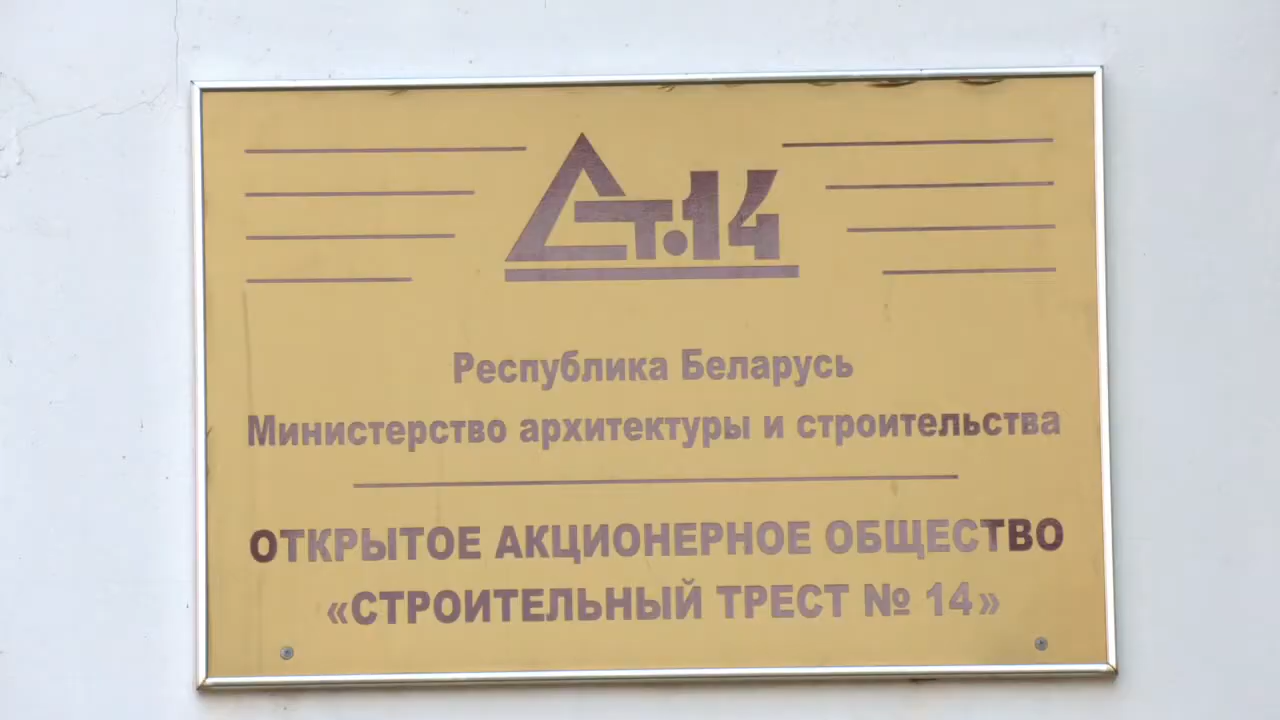 Ст.14
Республика Беларусь
Министерство архитектуры и строительства
ОТКРЫТОЕ АКЦИОНЕРНОЕ ОБЩЕСТВО
«СТРОИТЕЛЬНЫЙ ТРЕСТ № 14»